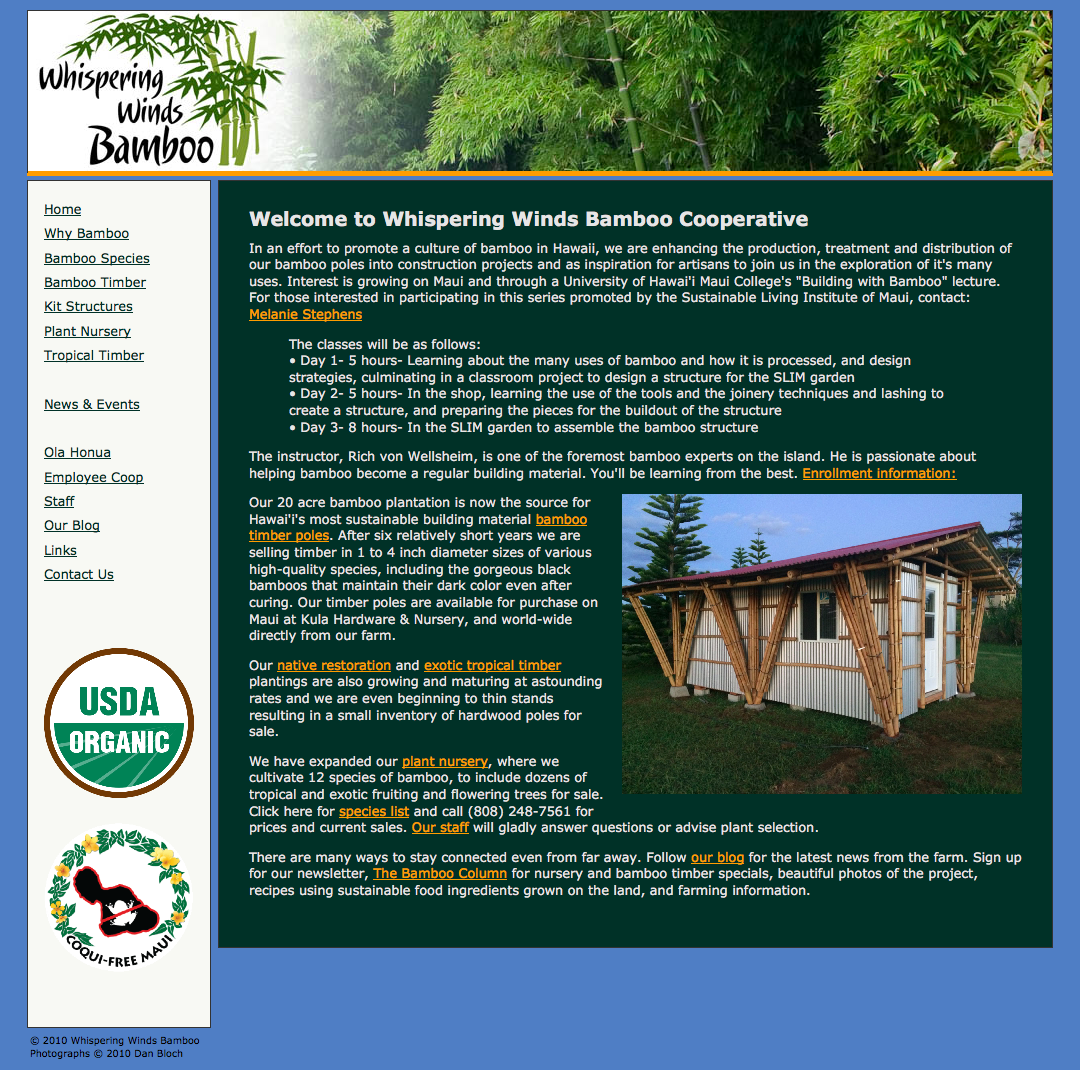 Whispering
Winds
Bamboo
Home
Why Bamboo
Bamboo Species
Bamboo Timber
Kit Structures
Plant Nursery
Tropical Timber
News & Events
Ola Honua
Employee Coop
Staff
Our Blog
Links
Contact Us
USDA
ORGANIC
COQUI-FREE MAUI
Welcome to Whispering Winds Bamboo Cooperative
In an effort to promote a culture of bamboo in Hawaii, we are enhancing the production, treatment and distribution of
our bamboo poles into construction projects and as inspiration for artisans to join us in the exploration of it's many
uses. Interest is growing on Maui and through a University of Hawai'i Maui College's "Building with Bamboo" lecture.
For those interested in participating in this series promoted by the Sustainable Living Institute of Maui, contact:
Melanie Stephens
The classes will be as follows:
• Day 1- 5 hours- Learning about the many uses of bamboo and how it is processed, and design
strategies, culminating in a classroom project to design a structure for the SLIM garden
• Day 2- 5 hours- In the shop, learning the use of the tools and the joinery techniques and lashing to
create a structure, and preparing the pieces for the buildout of the structure
• Day 3- 8 hours- In the SLIM garden to assemble the bamboo structure
The instructor, Rich von Wellsheim, is one of the foremost bamboo experts on the island. He is passionate about
helping bamboo become a regular building material. You'll be learning from the best. Enrollment information:
Our 20 acre bamboo plantation is now the source for
Hawai'i's most sustainable building material bamboo
timber poles. After six relatively short years we are
selling timber in 1 to 4 inch diameter sizes of various
high-quality species, including the gorgeous black
bamboos that maintain their dark color even after
curing. Our timber poles are available for purchase on
Maui at Kula Hardware & Nursery, and world-wide
directly from our farm.
Our native restoration and exotic tropical timber
plantings are also growing and maturing at astounding
rates and we are even beginning to thin stands
resulting in a small inventory of hardwood poles for
sale.
We have expanded our plant nursery, where we
cultivate 12 species of bamboo, to include dozens of
tropical and exotic fruiting and flowering trees for sale.
Click here for species list and call (808) 248-7561 for
prices and current sales. Our staff will gladly answer questions or advise plant selection.
There are many ways to stay connected even from far away. Follow our blog for the latest news from the farm. Sign up
for our newsletter, The Bamboo Column for nursery and bamboo timber specials, beautiful photos of the project,
recipes using sustainable food ingredients grown on the land, and farming information.
© 2010 Whispering Winds Bamboo
Photographs © 2010 Dan Bloch